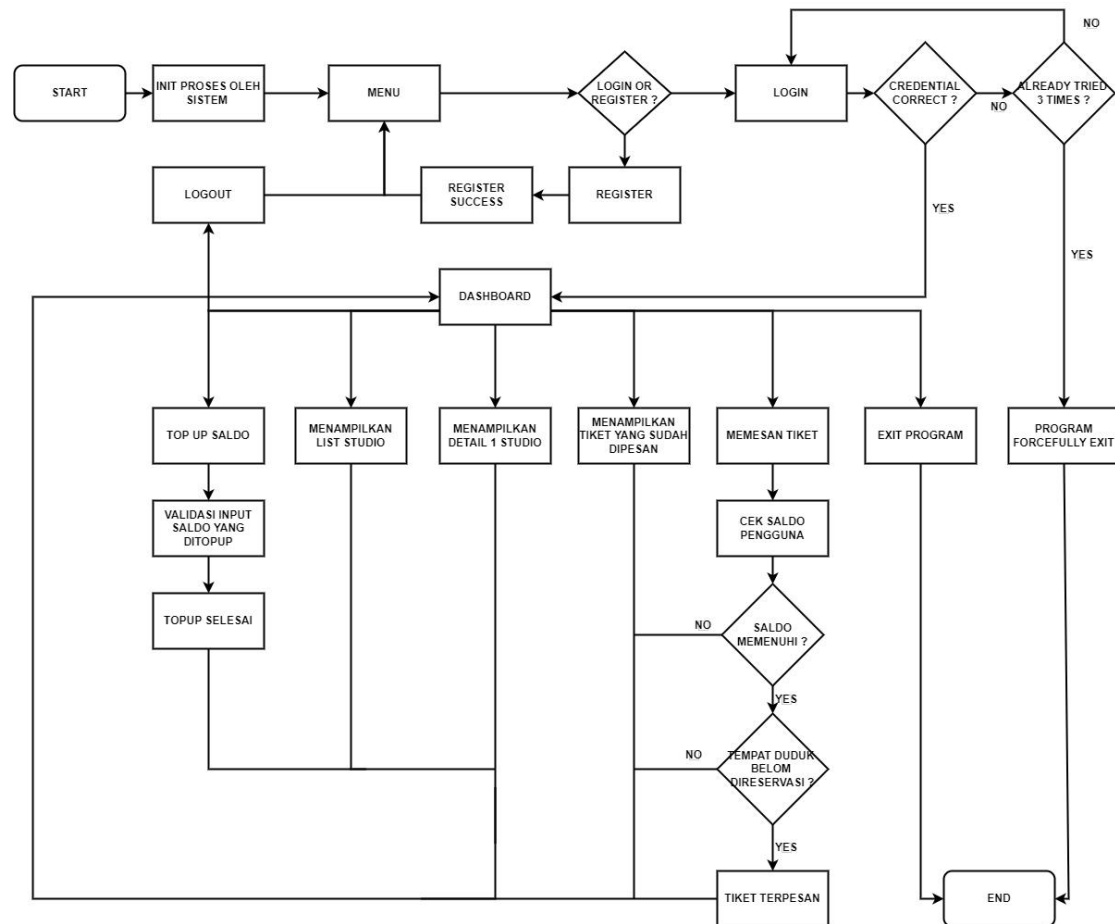 NO
START
INIT PROSES OLEH
SISTEM
MENU
LOGIN OR
REGISTER ?
LOGIN
CREDENTIAL
CORRECT ?
NO
ALREADY TRIED
3 TIMES ?
LOGOUT
REGISTER
SUCCESS
REGISTER
YES
YES
DASHBOARD
TOP UP SALDO
MENAMPILKAN
LIST STUDIO
MENAMPILKAN
DETAIL 1 STUDIO
MENAMPILKAN
TIKET YANG SUDAH
DIPESAN
MEMESAN TIKET
EXIT PROGRAM
PROGRAM
FORCEFULLY EXIT
VALIDASI INPUT
SALDO YANG
DITOPUP
CEK SALDO
PENGGUNA
TOPUP SELESAI
NO
SALDO
MEMENUHI ?
YES
NO
TEMPAT DUDUK
BELOM
DIRESERVASI ?
YES
TIKET TERPESAN
END